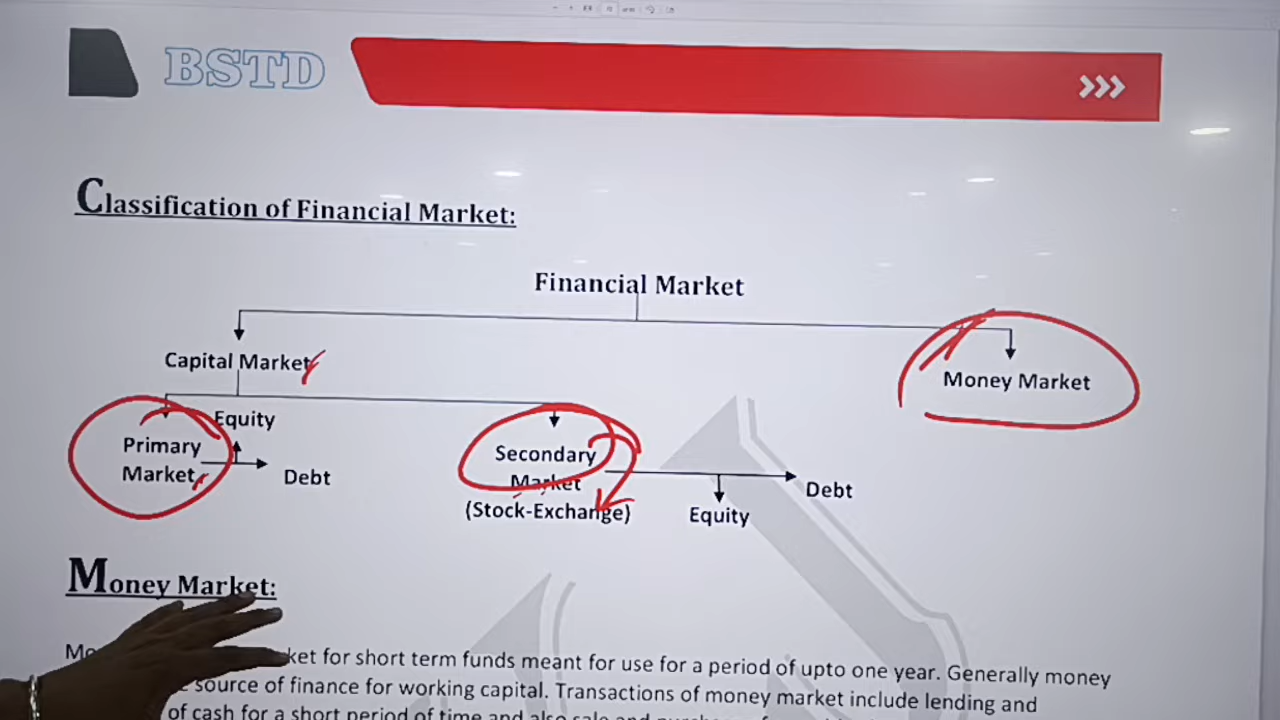 BSTD
Classification of Financial Market:
Financial Market
Capital Market
Money Market
Equity
Primary
Market
Debt
Secondary
Market
(Stock-Exchange)
Equity
Debt
Money Market:
for short term funds meant for use for a period of upto one year. Generally money
source of finance for working capital. Transactions of money market include lending and
of cash for a short period of time and also sale and